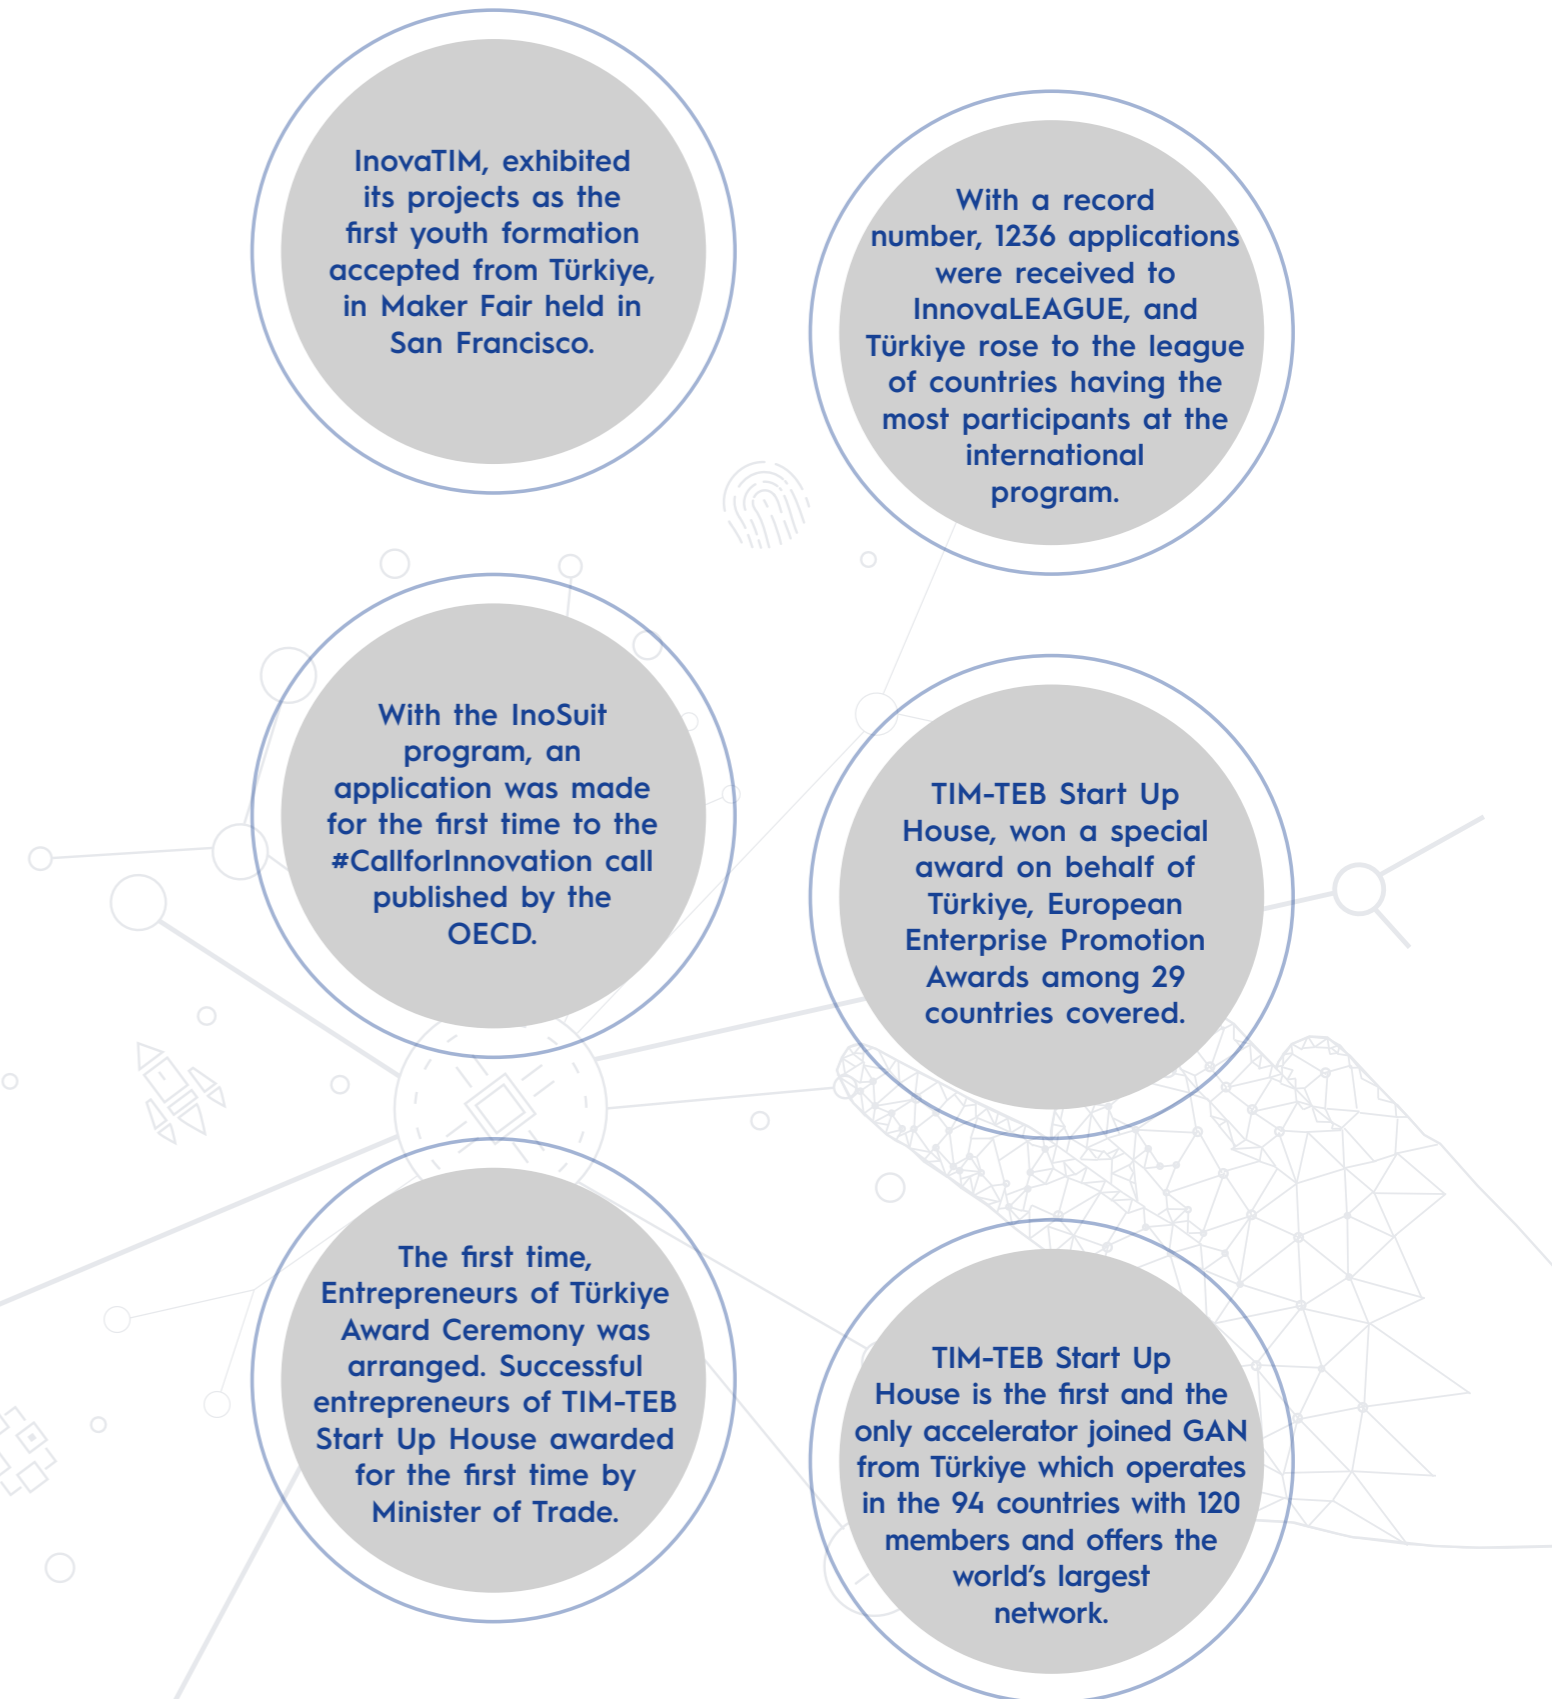 InovaTIM, exhibited
its projects as the
first youth formation
accepted from Türkiye,
in Maker Fair held in
San Francisco.
With a record
number, 1236 applications
were received to
InnovaLEAGUE, and
Türkiye rose to the league
of countries having the
most participants at the
international
program.
With the InoSuit
program, an
application was made
for the first time to the
#CallforInnovation call
published by the
OECD.
TIM-TEB Start Up
House, won a special
award on behalf of
Türkiye, European
Enterprise Promotion
Awards among 29
countries covered.
The first time,
Entrepreneurs of Türkiye
Award Ceremony was
arranged. Successful
entrepreneurs of TIM-TEB
Start Up House awarded
for the first time by
Minister of Trade.
TIM-TEB Start Up
House is the first and the
only accelerator joined GAN
from Türkiye which operates
in the 94 countries with 120
members and offers the
world's largest
network.